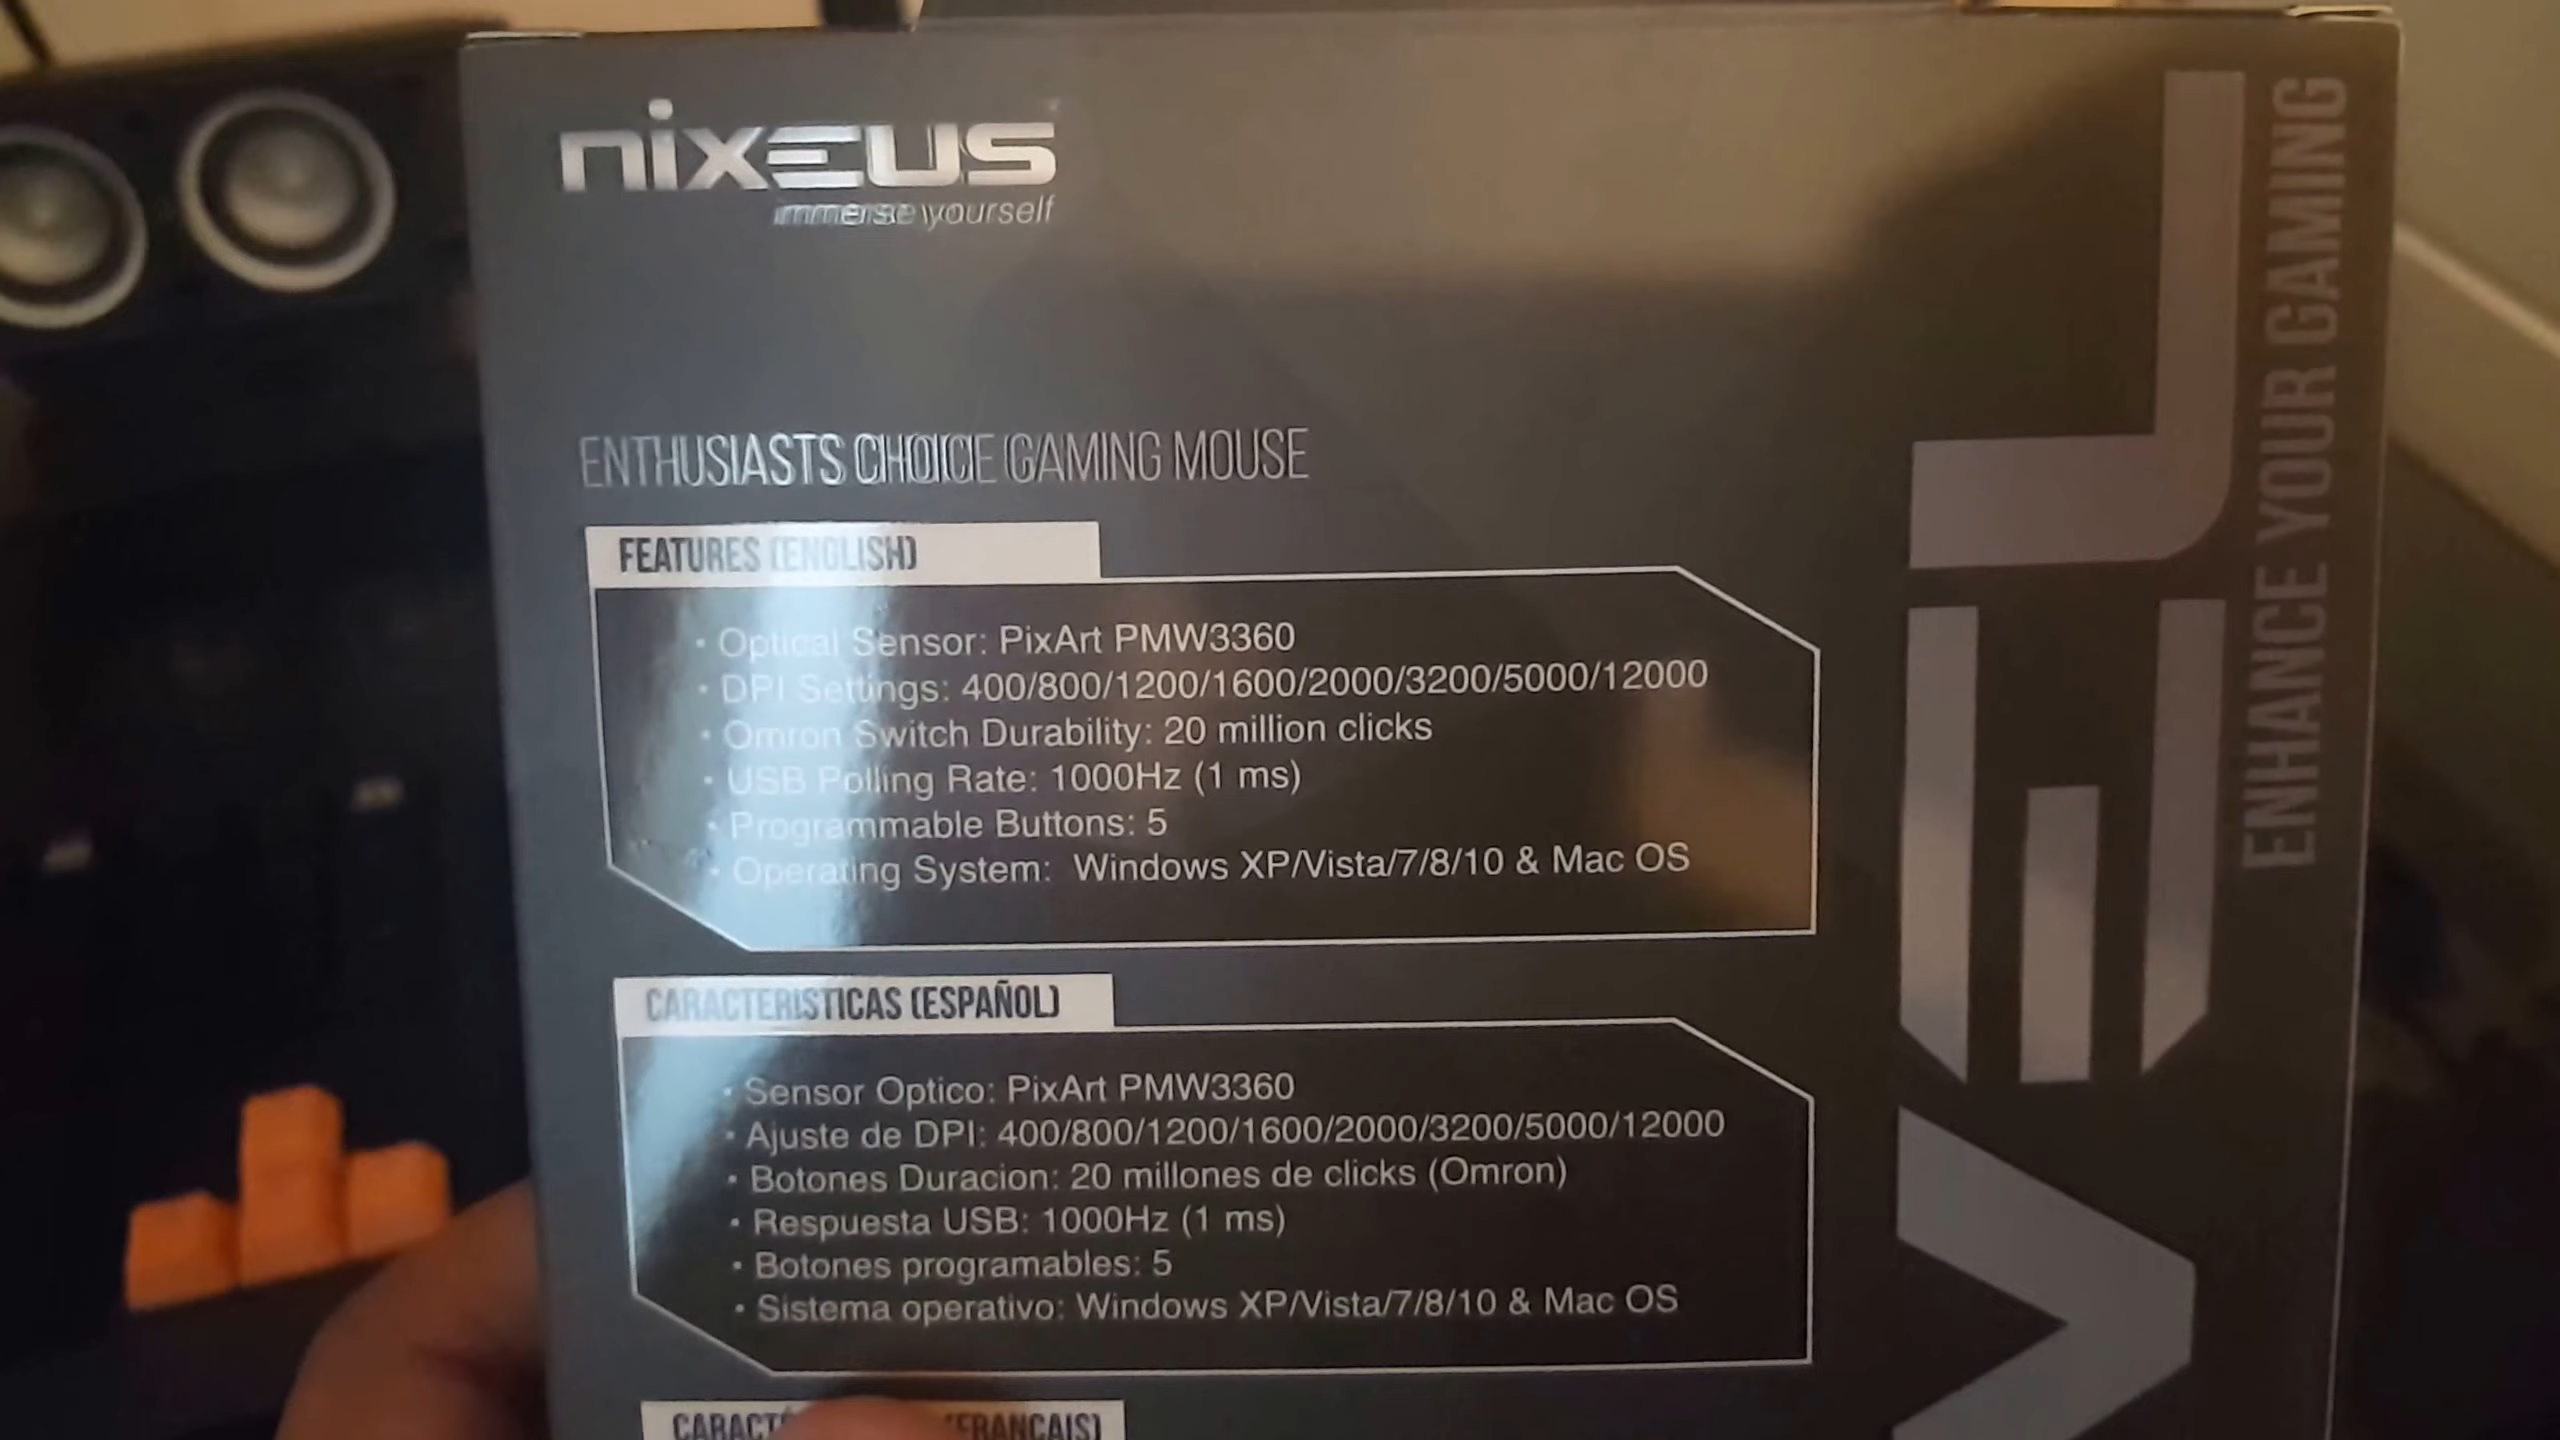 nixeus
immerse yourself
ENTHUSIASTS CHOICE GAMING MOUSE
FEATURES (ENGLISH)
• Optical Sensor: PixArt PMW3360
• DPI Settings: 400/800/1200/1600/2000/3200/5000/12000
• Omron Switch Durability: 20 million clicks
• USB Polling Rate: 1000Hz (1 ms)
• Programmable Buttons: 5
• Operating System: Windows XP/Vista/7/8/10 & Mac OS
CARACTERISTICAS (ESPAÑOL)
• Sensor Optico: PixArt PMW3360
• Ajuste de DPI: 400/800/1200/1600/2000/3200/5000/12000
• Botones Duracion: 20 millones de clicks (Omron)
• Respuesta USB: 1000Hz (1 ms)
• Botones programables: 5
• Sistema operativo: Windows XP/Vista/7/8/10 & Mac OS
(FRANCAIS)
ENHANCE YOUR GAMING